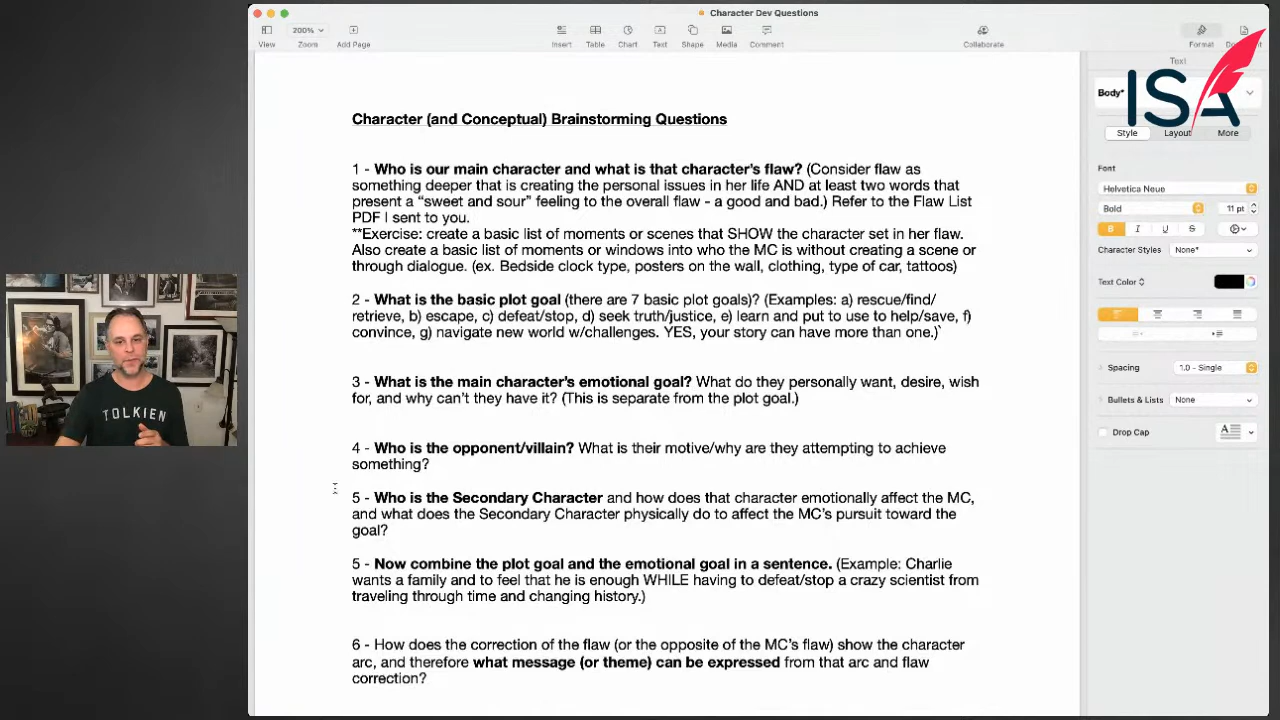 Character Dev Questions
200%
View
Zoom
Add Page
Insert
Table
Chart
Text
Shape
Media
Comment
Collaborate
Format
Text
Body*
ISA
Style
Layout
More
Font
Helvetica Neue
Bold
11 pt
B I U S
Character Styles None*
Text Color
Spacing 1.0 - Single
Bullets & Lists None
Drop Cap
Character (and Conceptual) Brainstorming Questions
1 - Who is our main character and what is that character's flaw? (Consider flaw as
something deeper that is creating the personal issues in her life AND at least two words that
present a “sweet and sour” feeling to the overall flaw - a good and bad.) Refer to the Flaw List
PDF I sent to you.
**Exercise: create a basic list of moments or scenes that SHOW the character set in her flaw.
Also create a basic list of moments or windows into who the MC is without creating a scene or
through dialogue. (ex. Bedside clock type, posters on the wall, clothing, type of car, tattoos)
2 - What is the basic plot goal (there are 7 basic plot goals)? (Examples: a) rescue/find/
retrieve, b) escape, c) defeat/stop, d) seek truth/justice, e) learn and put to use to help/save, f)
convince, g) navigate new world w/challenges. YES, your story can have more than one.)`
3 - What is the main character's emotional goal? What do they personally want, desire, wish
for, and why can't they have it? (This is separate from the plot goal.)
4 - Who is the opponent/villain? What is their motive/why are they attempting to achieve
something?
5 - Who is the Secondary Character and how does that character emotionally affect the MC,
and what does the Secondary Character physically do to affect the MC's pursuit toward the
goal?
5 - Now combine the plot goal and the emotional goal in a sentence. (Example: Charlie
wants a family and to feel that he is enough WHILE having to defeat/stop a crazy scientist from
traveling through time and changing history.)
6 - How does the correction of the flaw (or the opposite of the MC's flaw) show the character
arc, and therefore what message (or theme) can be expressed from that arc and flaw
correction?
TOLKIEN